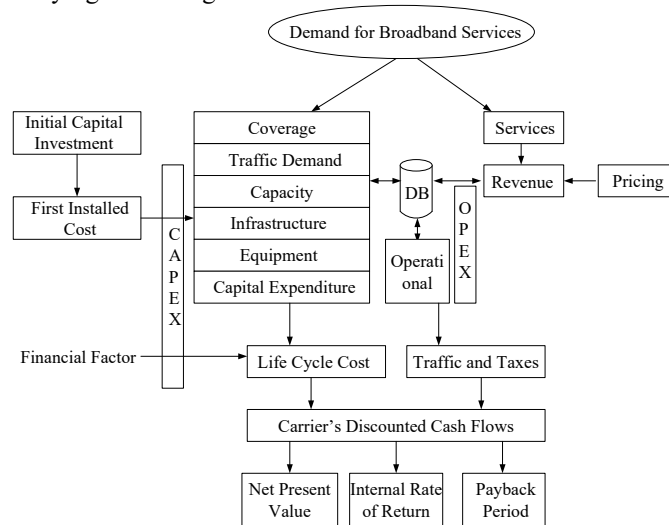 Demand for Broadband Services
Initial Capital
Investment
Coverage
Services
Traffic Demand
DB
Revenue
Pricing
Capacity
First Installed
Cost
CAPEX
Infrastructure
OPEX
Equipment
Operati
onal
Capital Expenditure
Financial Factor
Life Cycle Cost
Traffic and Taxes
Carrier's Discounted Cash Flows
Net Present
Value
Internal Rate
of Return
Payback
Period